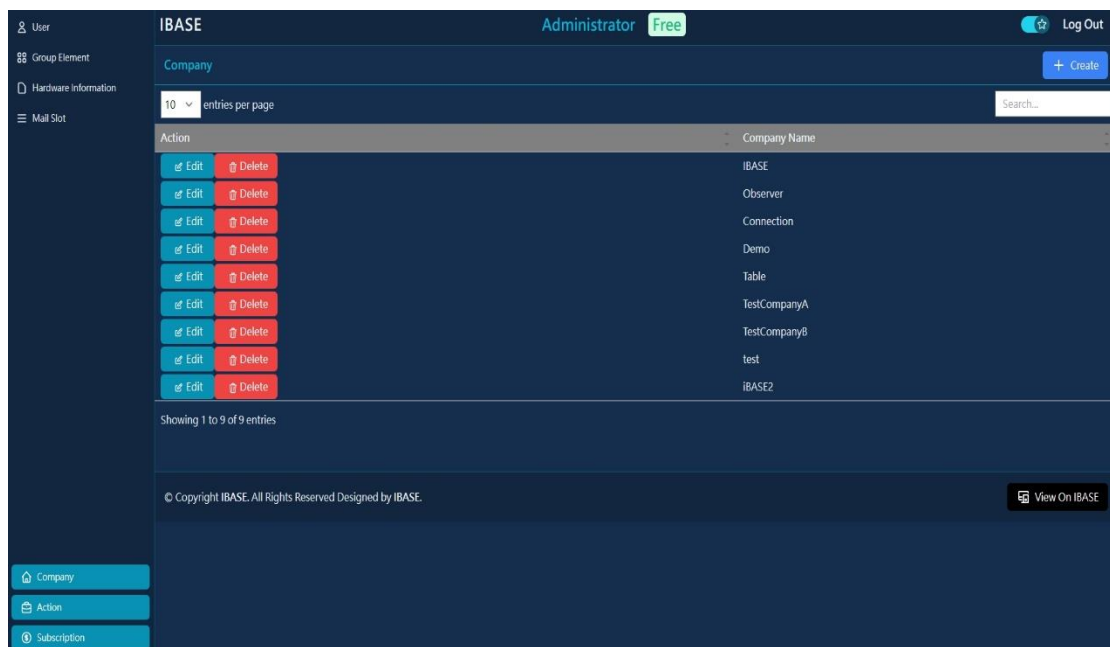 User
Group Element
Hardware Information
Mail Slot
Company
Action
Subscription
IBASE Administrator Free Log Out
Company + Create
10 entries per page Search...
Action Company Name
Edit Delete IBASE
Edit Delete Observer
Edit Delete Connection
Edit Delete Demo
Edit Delete Table
Edit Delete TestCompanyA
Edit Delete TestCompanyB
Edit Delete test
Edit Delete iBASE2
Showing 1 to 9 of 9 entries
© Copyright IBASE. All Rights Reserved Designed by IBASE. View On IBASE